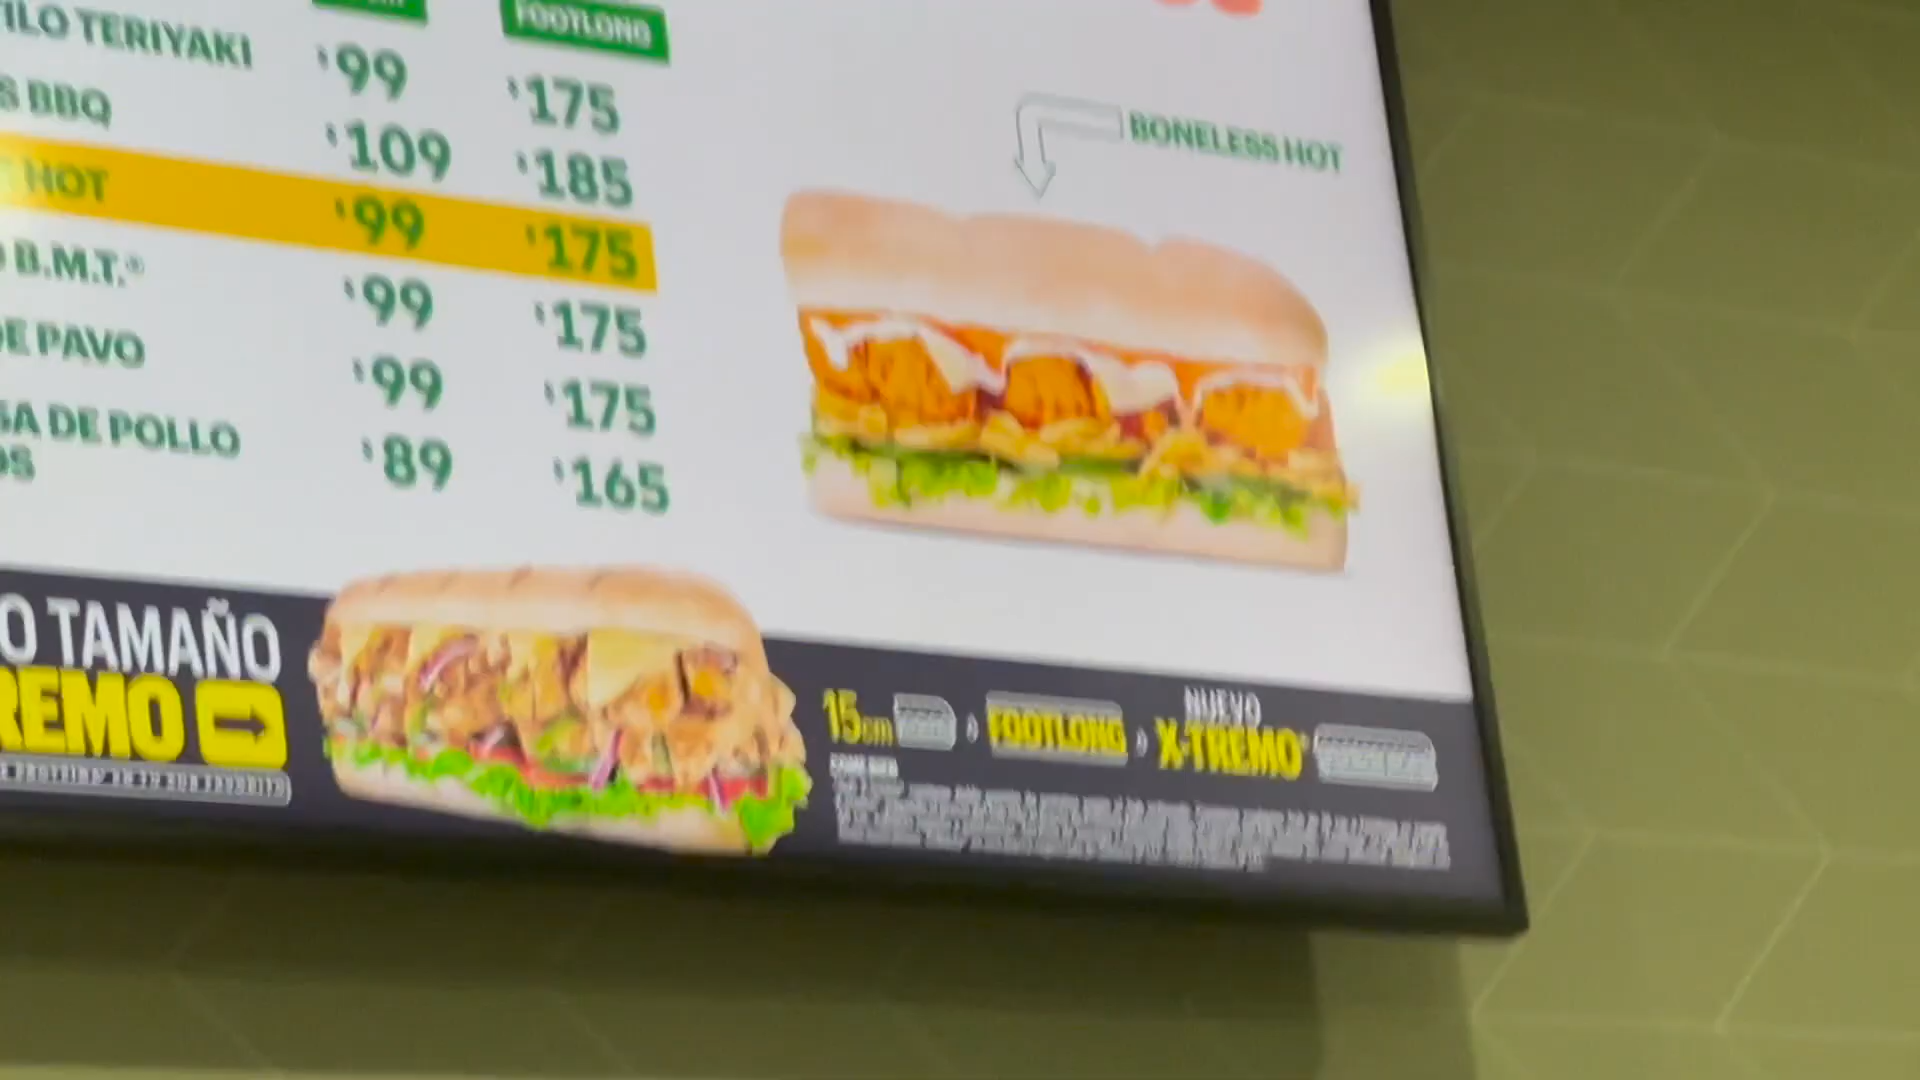 FOOTLONG
ILO TERIYAKI $99 $175
S BBQ $109 $185
HOT $99 $175
B.M.T.® $99 $175
DE PAVO $99 $175
SA DE POLLO $89 $165
OS
BONELESS HOT
O TAMAÑO
REMO
15cm FOOTLONG NUEVO
X-TREMO